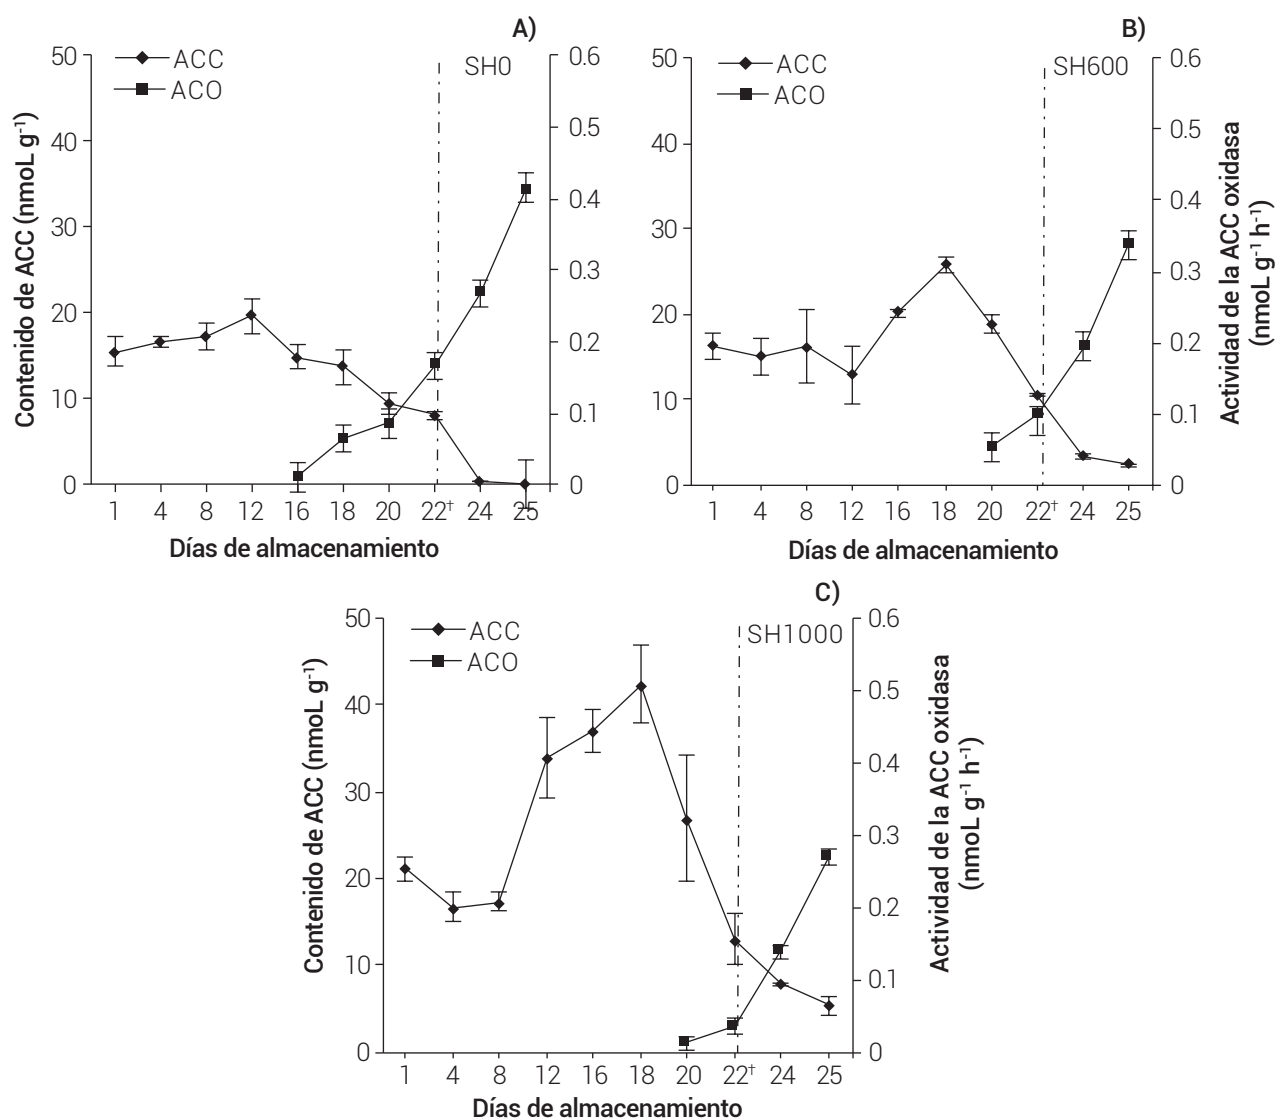 A)
SH0
ACC
ACO
Contenido de ACC (nmoL g⁻¹)
50
40
30
20
10
0
0.6
0.5
0.4
0.3
0.2
0.1
0
1 4 8 12 16 18 20 22† 24 25
Días de almacenamiento
B)
SH600
ACC
ACO
50
40
30
20
10
0
0.6
0.5
0.4
0.3
0.2
0.1
0
Actividad de la ACC oxidasa
(nmoL g⁻¹ h⁻¹)
1 4 8 12 16 18 20 22† 24 25
Días de almacenamiento
C)
SH1000
ACC
ACO
Contenido de ACC (nmoL g⁻¹)
50
40
30
20
10
0
0.6
0.5
0.4
0.3
0.2
0.1
0
Actividad de la ACC oxidasa
(nmoL g⁻¹ h⁻¹)
1 4 8 12 16 18 20 22† 24 25
Días de almacenamiento